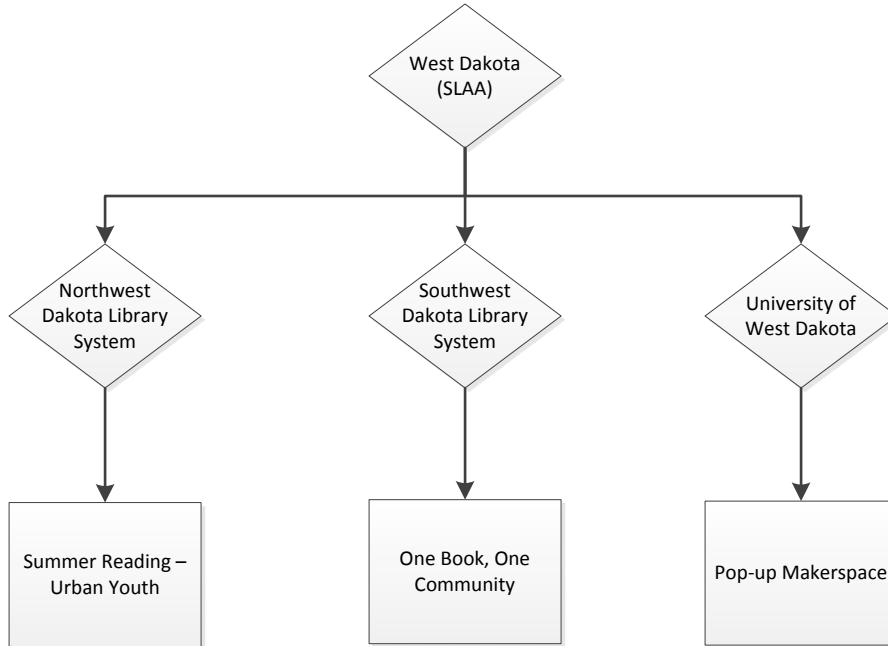 West Dakota
(SLAA)
Northwest
Dakota Library
System
Southwest
Dakota Library
System
University of
West Dakota
Summer Reading –
Urban Youth
One Book, One
Community
Pop-up Makerspace